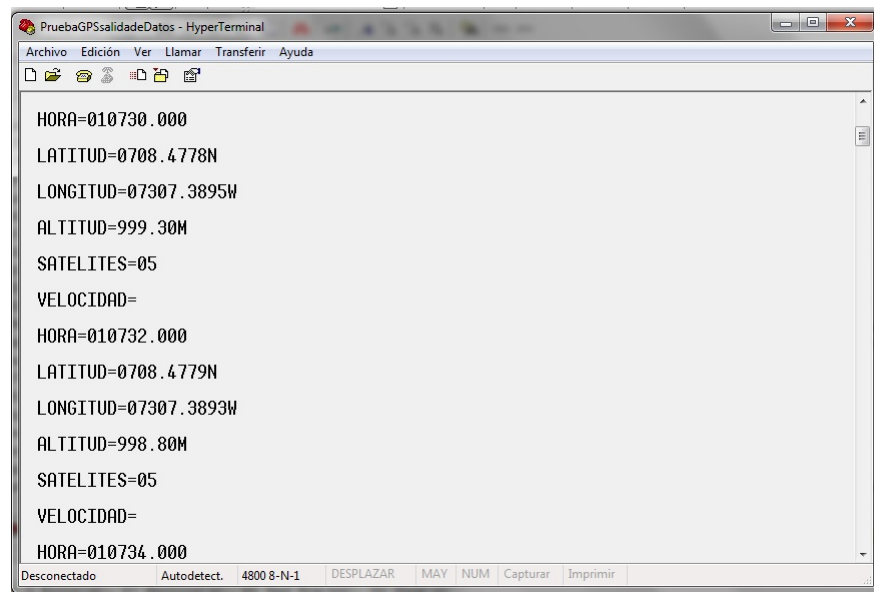 PruebaGPSsalidadeDatos - HyperTerminal
Archivo Edición Ver Llamar Transferir Ayuda
HORA=010730.000
LATITUD=0708.4778N
LONGITUD=07307.3895W
ALTITUD=999.30M
SATELITES=05
VELOCIDAD=
HORA=010732.000
LATITUD=0708.4779N
LONGITUD=07307.3893W
ALTITUD=998.80M
SATELITES=05
VELOCIDAD=
HORA=010734.000
Desconectado Autodetect. 4800 8-N-1 DESPLAZAR MAY NUM Capturar Imprimir